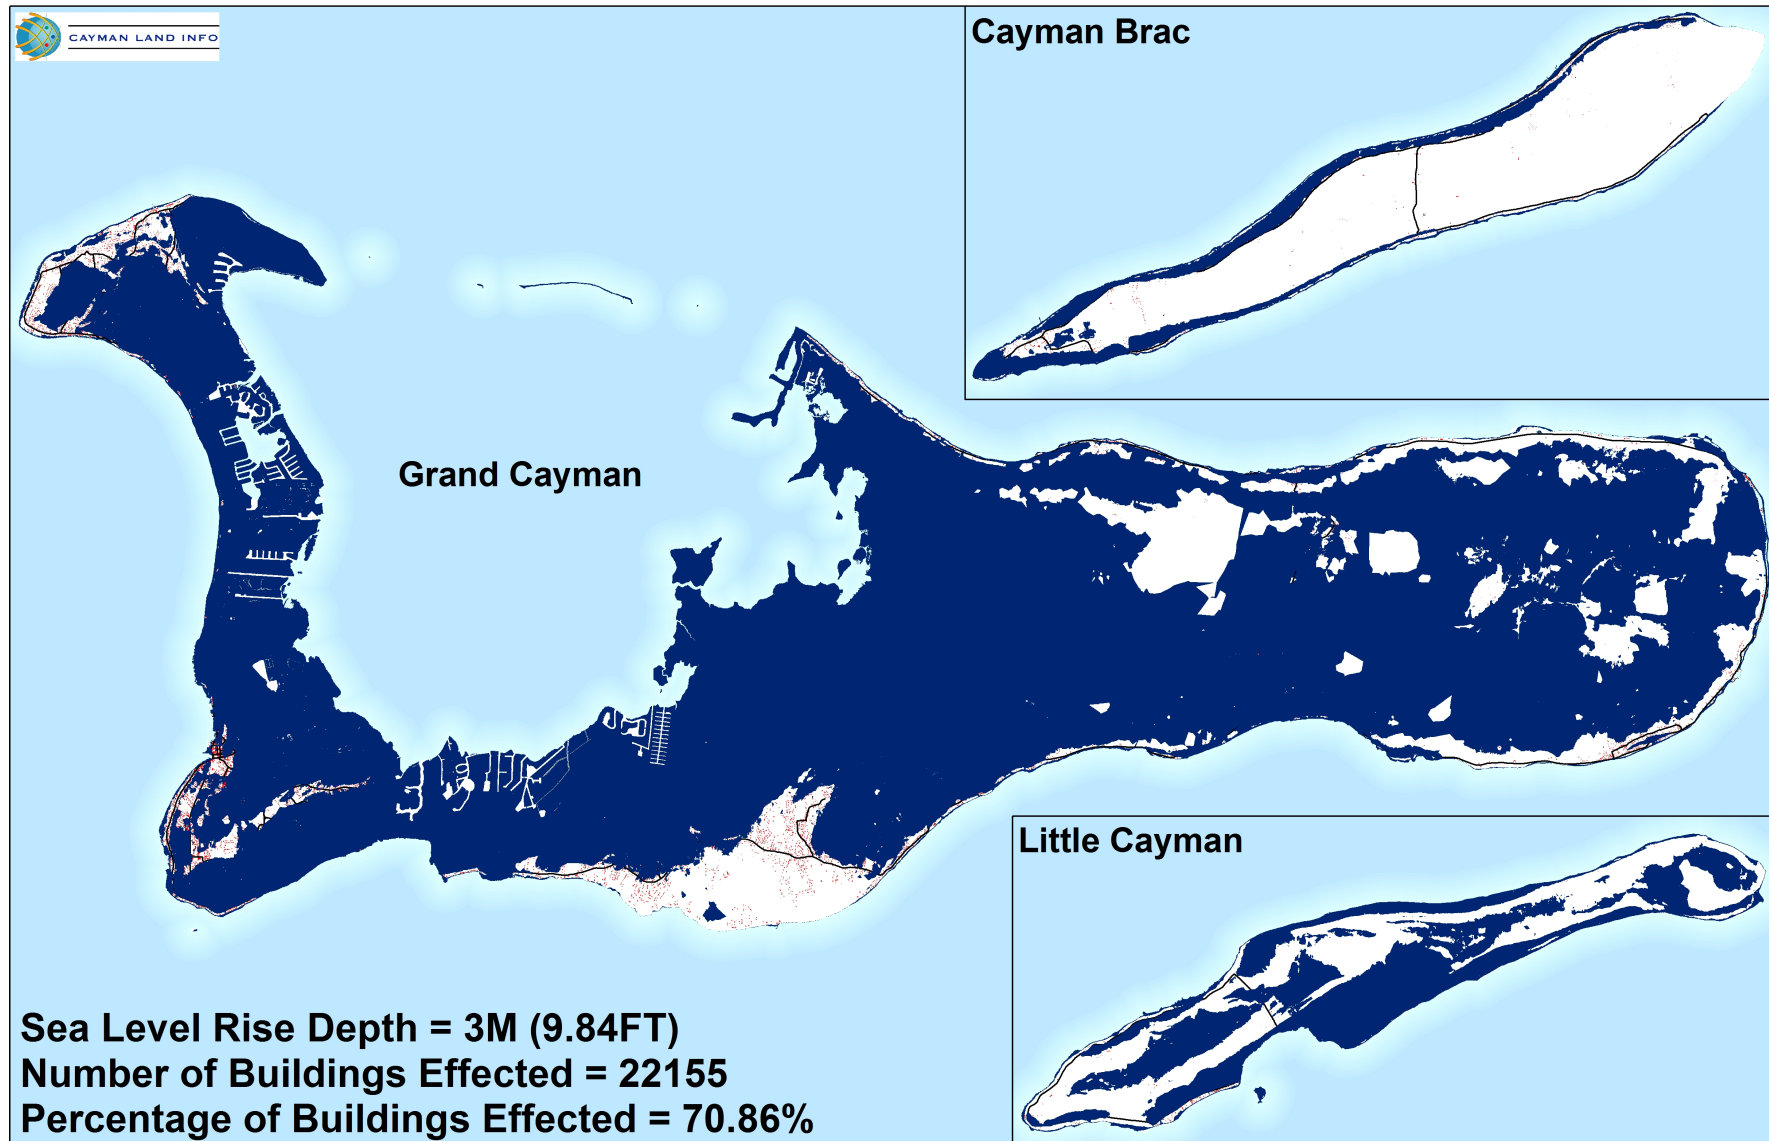 CAYMAN LAND INFO
Cayman Brac
Grand Cayman
Little Cayman
Sea Level Rise Depth = 3M (9.84FT)
Number of Buildings Effected = 22155
Percentage of Buildings Effected = 70.86%